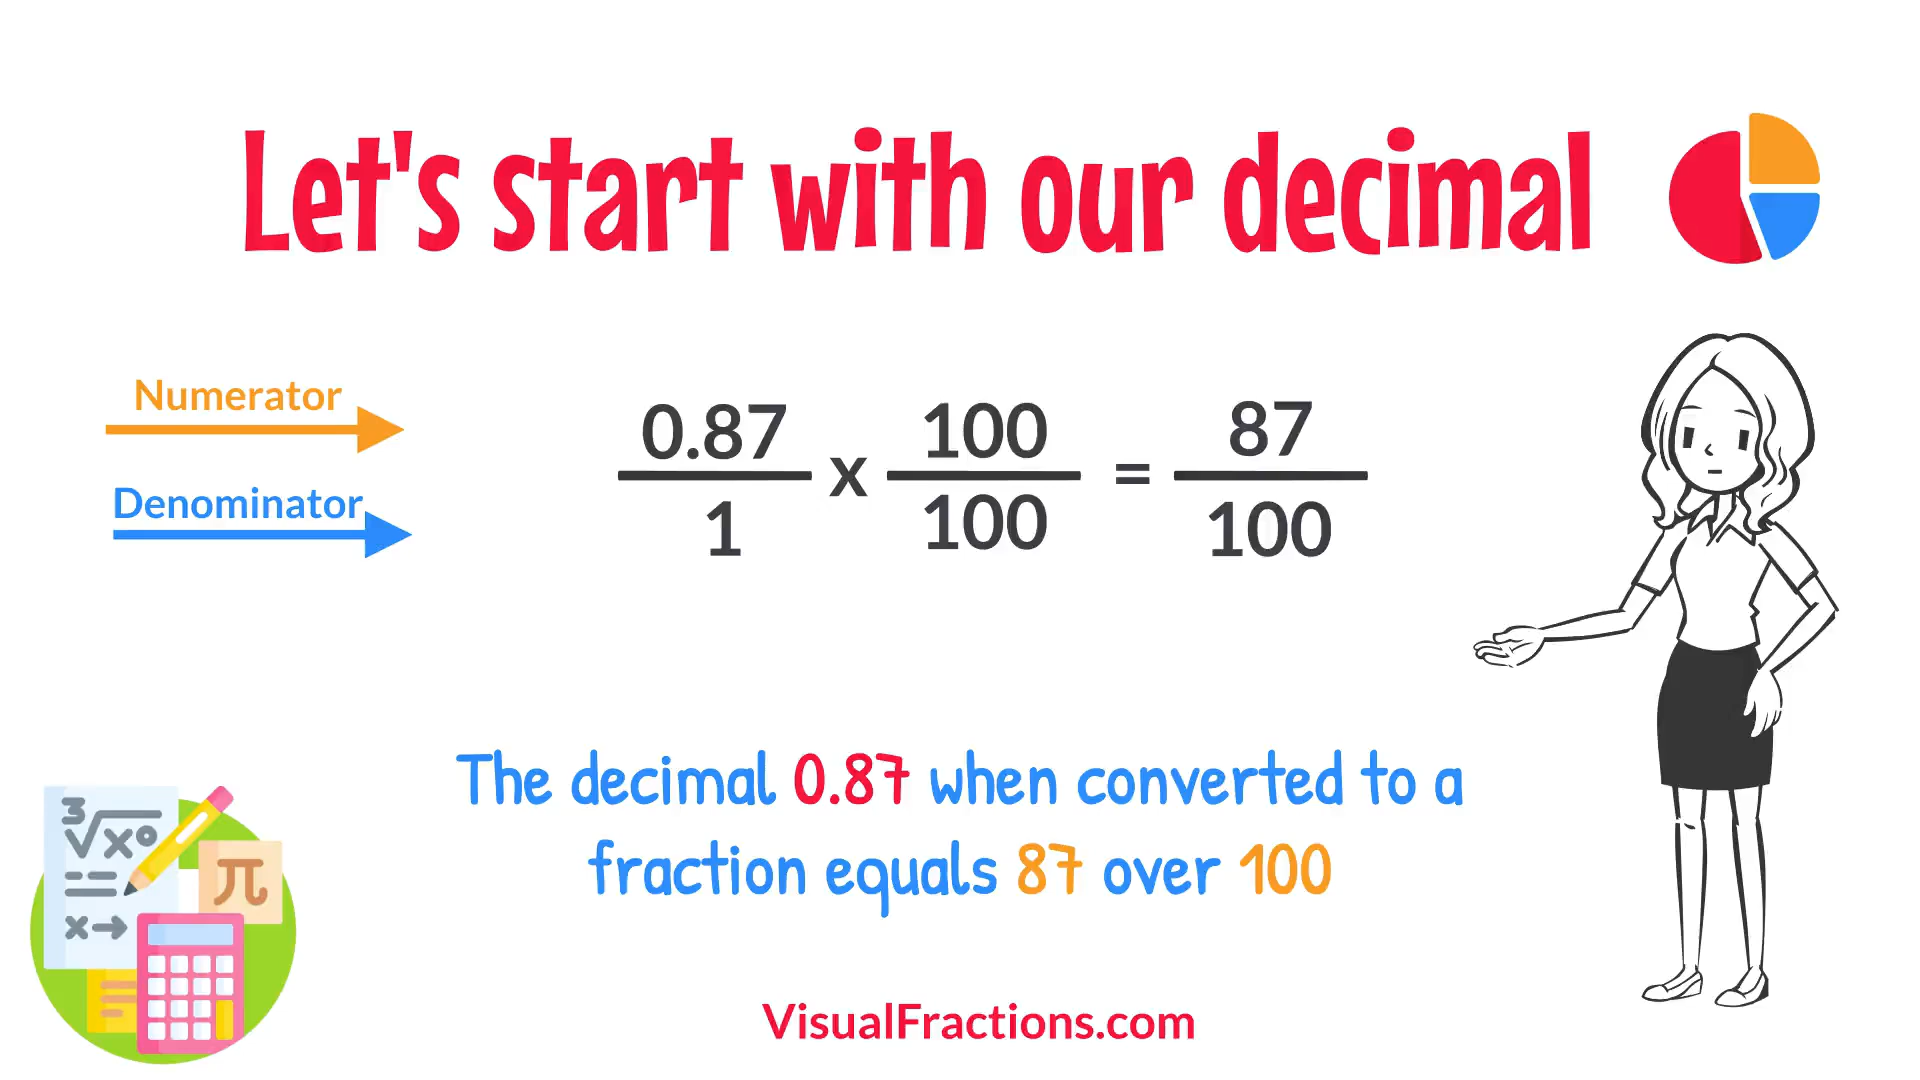 Let's start with our decimal
Numerator
Denominator
0.87 x 100 = 87
1 100 100
The decimal 0.87 when converted to a
fraction equals 87 over 100
3√x°
x→
π
VisualFractions.com